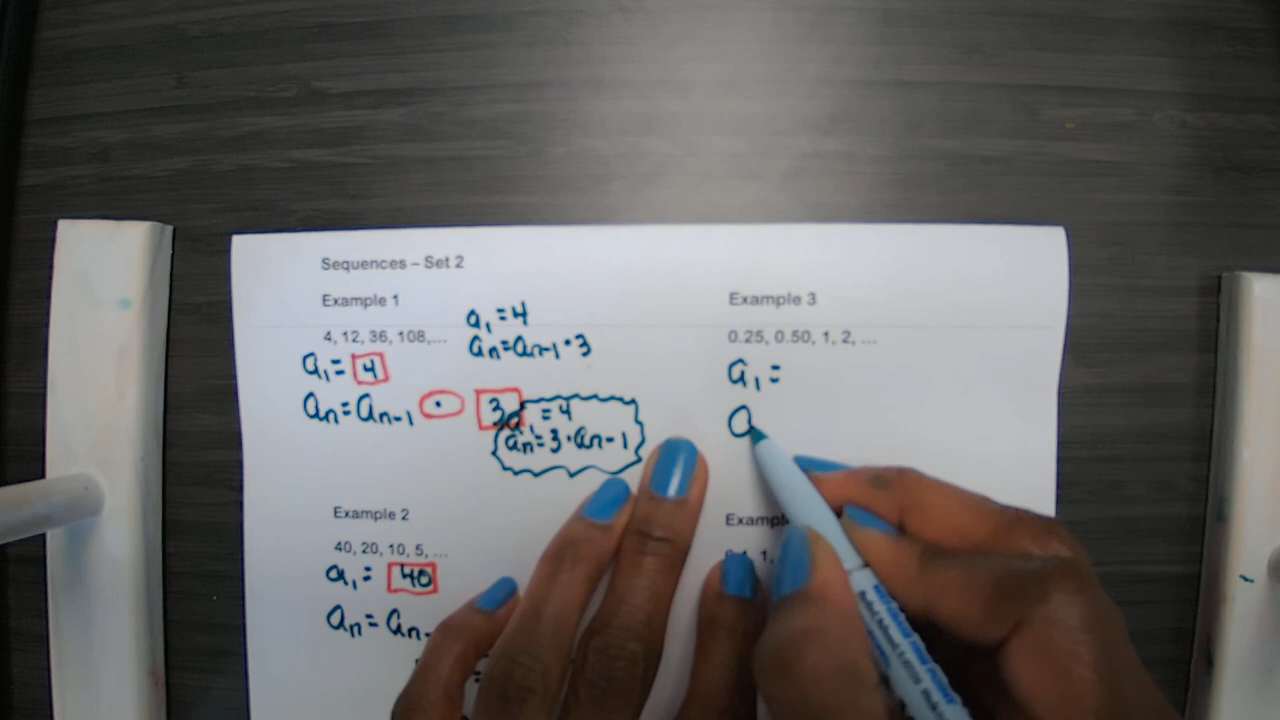 Sequences – Set 2
Example 1
4, 12, 36, 108,...
a₁ = 4
aₙ = aₙ₋₁ · 3
a₁ = 4
aₙ = aₙ₋₁ · 3
a₁ = 4
aₙ = 3 · aₙ₋₁
Example 2
40, 20, 10, 5, ...
a₁ = 40
aₙ = aₙ₋
Example 3
0.25, 0.50, 1, 2, ...
a₁ =
a
Exampl